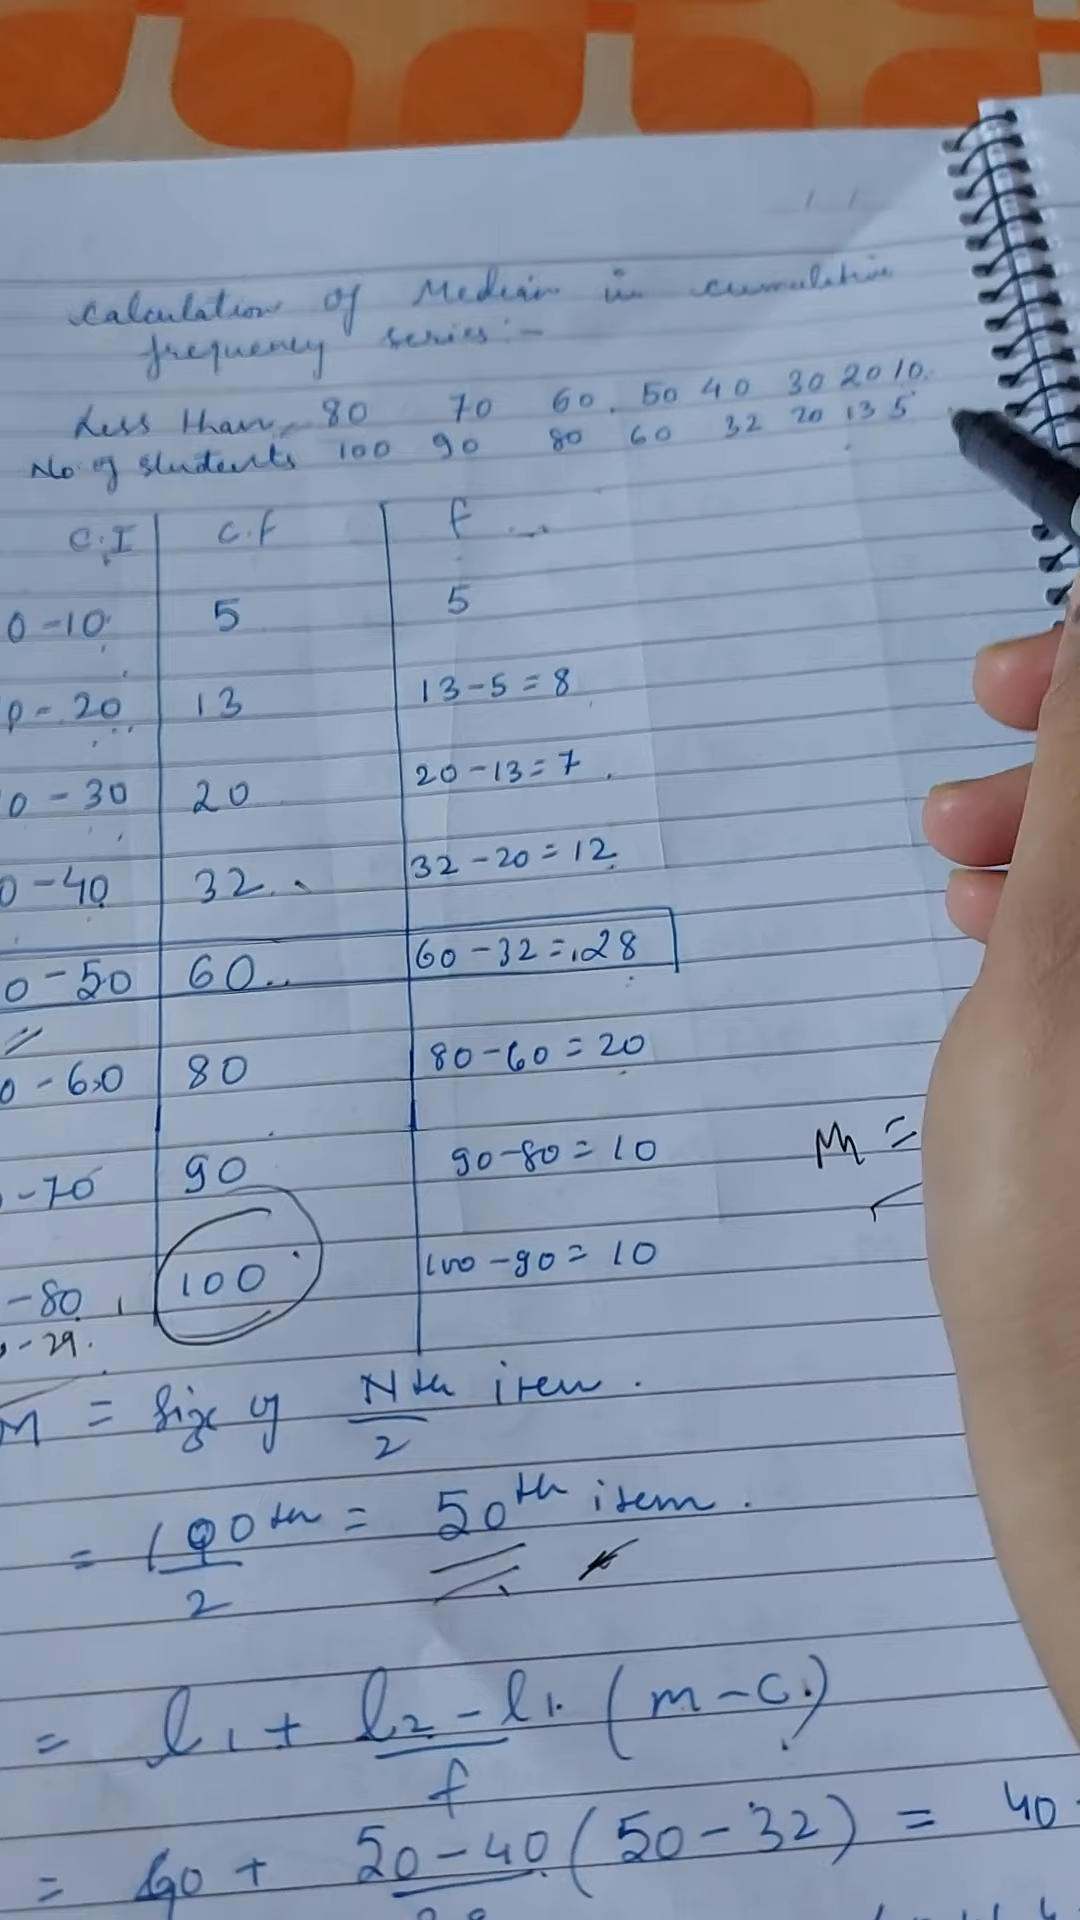 Calculation of Median in cumulative
frequency series:-
Less than 80 70 60 50 40 30 20 10
No. of students 100 90 80 60 32 20 13 5
C.I c.f f
0-10 5 5
0-20 13 13-5=8
0-30 20 20-13=7
0-40 32 32-20=12
0-50 60 60-32=28
0-60 80 80-60=20
-70 90 90-80=10
M =
-80 100 100-90=10
-29.
M = Size of Nth item.
2
= 100th = 50th item.
2
= l1 + l2-l1 (m-c)
f
= 40 + 50-40 (50-32) = 40